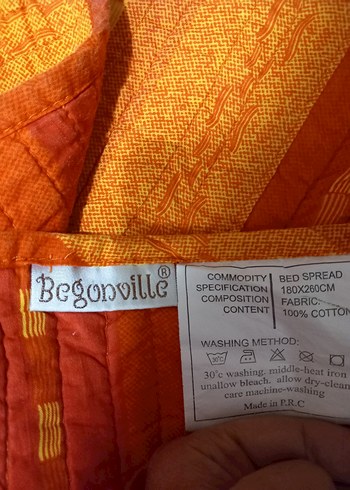 Begonville®
COMMODITY BED SPREAD
SPECIFICATION 180X260CM
COMPOSITION FABRIC:
CONTENT 100% COTTON
WASHING METHOD:
30°c
30°c washing. middle-heat iron
unallow bleach. allow dry-clean
care machine-washing
Made in P.R.C